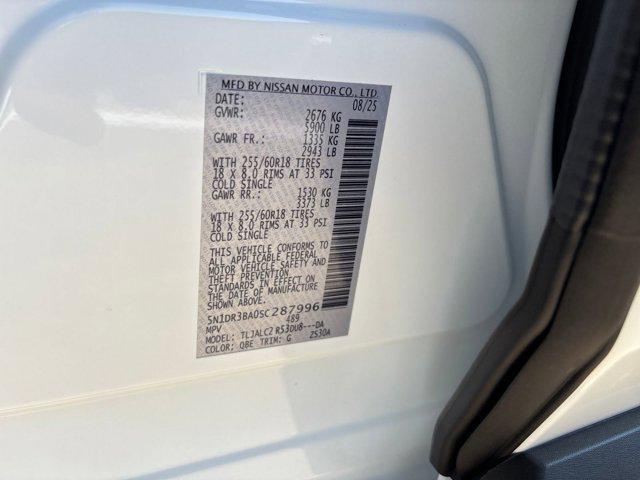 MFD BY NISSAN MOTOR CO., LTD.
DATE: 08/25
GVWR: 2676 KG
5900 LB
GAWR FR.: 1335 KG
2943 LB
WITH 255/60R18 TIRES
18 X 8.0 RIMS AT 33 PSI
COLD SINGLE
GAWR RR.: 1530 KG
3373 LB
WITH 255/60R18 TIRES
18 X 8.0 RIMS AT 33 PSI
COLD SINGLE
THIS VEHICLE CONFORMS TO
ALL APPLICABLE FEDERAL
MOTOR VEHICLE SAFETY AND
THEFT PREVENTION
STANDARDS IN EFFECT ON
THE DATE OF MANUFACTURE
SHOWN ABOVE.
5N1DR3BA0SC287996
489
MPV
MODEL: TLJALC2 R53DU8---DA
COLOR: QBE TRIM: G ZS30A